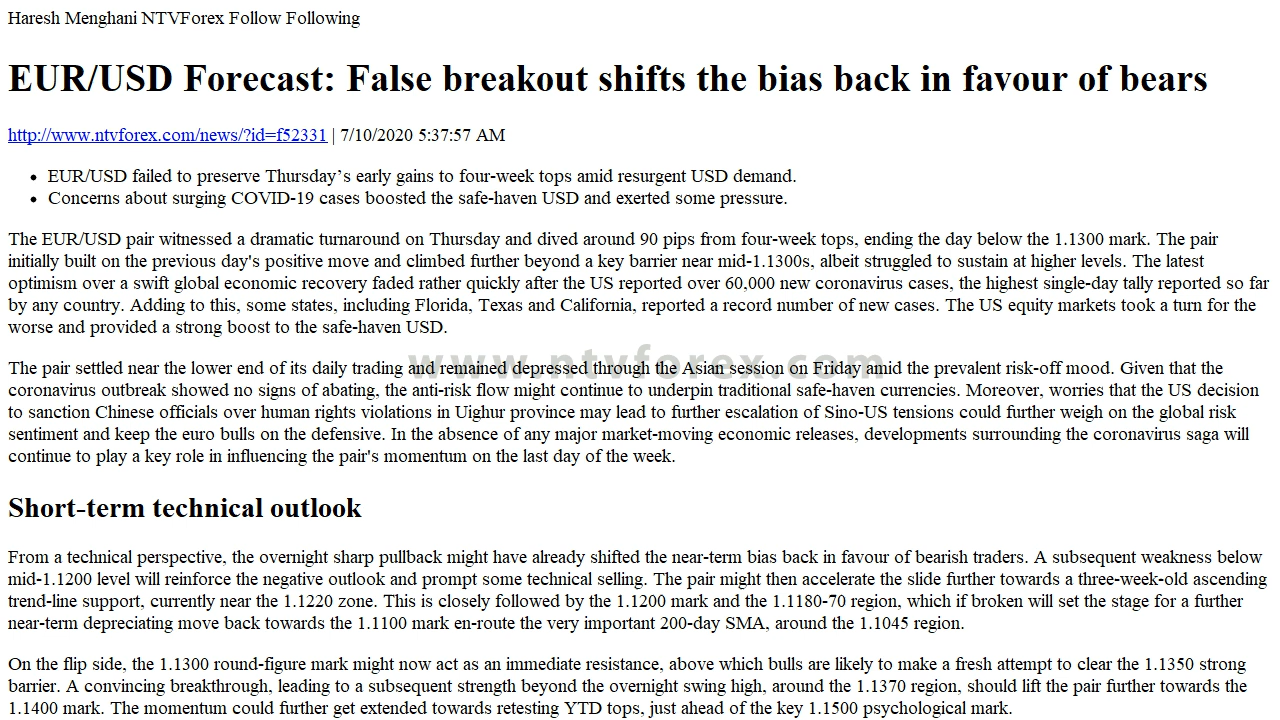 Haresh Menghani NTVForex Follow Following
EUR/USD Forecast: False breakout shifts the bias back in favour of bears
http://www.ntvforex.com/news/?id=f52331 | 7/10/2020 5:37:57 AM
• EUR/USD failed to preserve Thursday’s early gains to four-week tops amid resurgent USD demand.
• Concerns about surging COVID-19 cases boosted the safe-haven USD and exerted some pressure.
The EUR/USD pair witnessed a dramatic turnaround on Thursday and dived around 90 pips from four-week tops, ending the day below the 1.1300 mark. The pair
initially built on the previous day's positive move and climbed further beyond a key barrier near mid-1.1300s, albeit struggled to sustain at higher levels. The latest
optimism over a swift global economic recovery faded rather quickly after the US reported over 60,000 new coronavirus cases, the highest single-day tally reported so far
by any country. Adding to this, some states, including Florida, Texas and California, reported a record number of new cases. The US equity markets took a turn for the
worse and provided a strong boost to the safe-haven USD.
www.ntvforex.com
The pair settled near the lower end of its daily trading and remained depressed through the Asian session on Friday amid the prevalent risk-off mood. Given that the
coronavirus outbreak showed no signs of abating, the anti-risk flow might continue to underpin traditional safe-haven currencies. Moreover, worries that the US decision
to sanction Chinese officials over human rights violations in Uighur province may lead to further escalation of Sino-US tensions could further weigh on the global risk
sentiment and keep the euro bulls on the defensive. In the absence of any major market-moving economic releases, developments surrounding the coronavirus saga will
continue to play a key role in influencing the pair's momentum on the last day of the week.
Short-term technical outlook
From a technical perspective, the overnight sharp pullback might have already shifted the near-term bias back in favour of bearish traders. A subsequent weakness below
mid-1.1200 level will reinforce the negative outlook and prompt some technical selling. The pair might then accelerate the slide further towards a three-week-old ascending
trend-line support, currently near the 1.1220 zone. This is closely followed by the 1.1200 mark and the 1.1180-70 region, which if broken will set the stage for a further
near-term depreciating move back towards the 1.1100 mark en-route the very important 200-day SMA, around the 1.1045 region.
On the flip side, the 1.1300 round-figure mark might now act as an immediate resistance, above which bulls are likely to make a fresh attempt to clear the 1.1350 strong
barrier. A convincing breakthrough, leading to a subsequent strength beyond the overnight swing high, around the 1.1370 region, should lift the pair further towards the
1.1400 mark. The momentum could further get extended towards retesting YTD tops, just ahead of the key 1.1500 psychological mark.